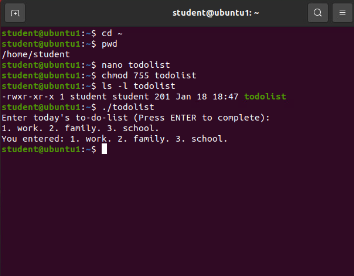 student@ubuntu1: ~
student@ubuntu1:~$ cd ~
student@ubuntu1:~$ pwd
/home/student
student@ubuntu1:~$ nano todolist
student@ubuntu1:~$ chmod 755 todolist
student@ubuntu1:~$ ls -l todolist
-rwxr-xr-x 1 student student 201 Jan 18 18:47 todolist
student@ubuntu1:~$ ./todolist
Enter today's to-do-list (Press ENTER to complete):
1. work. 2. family. 3. school.
You entered: 1. work. 2. family. 3. school.
student@ubuntu1:~$